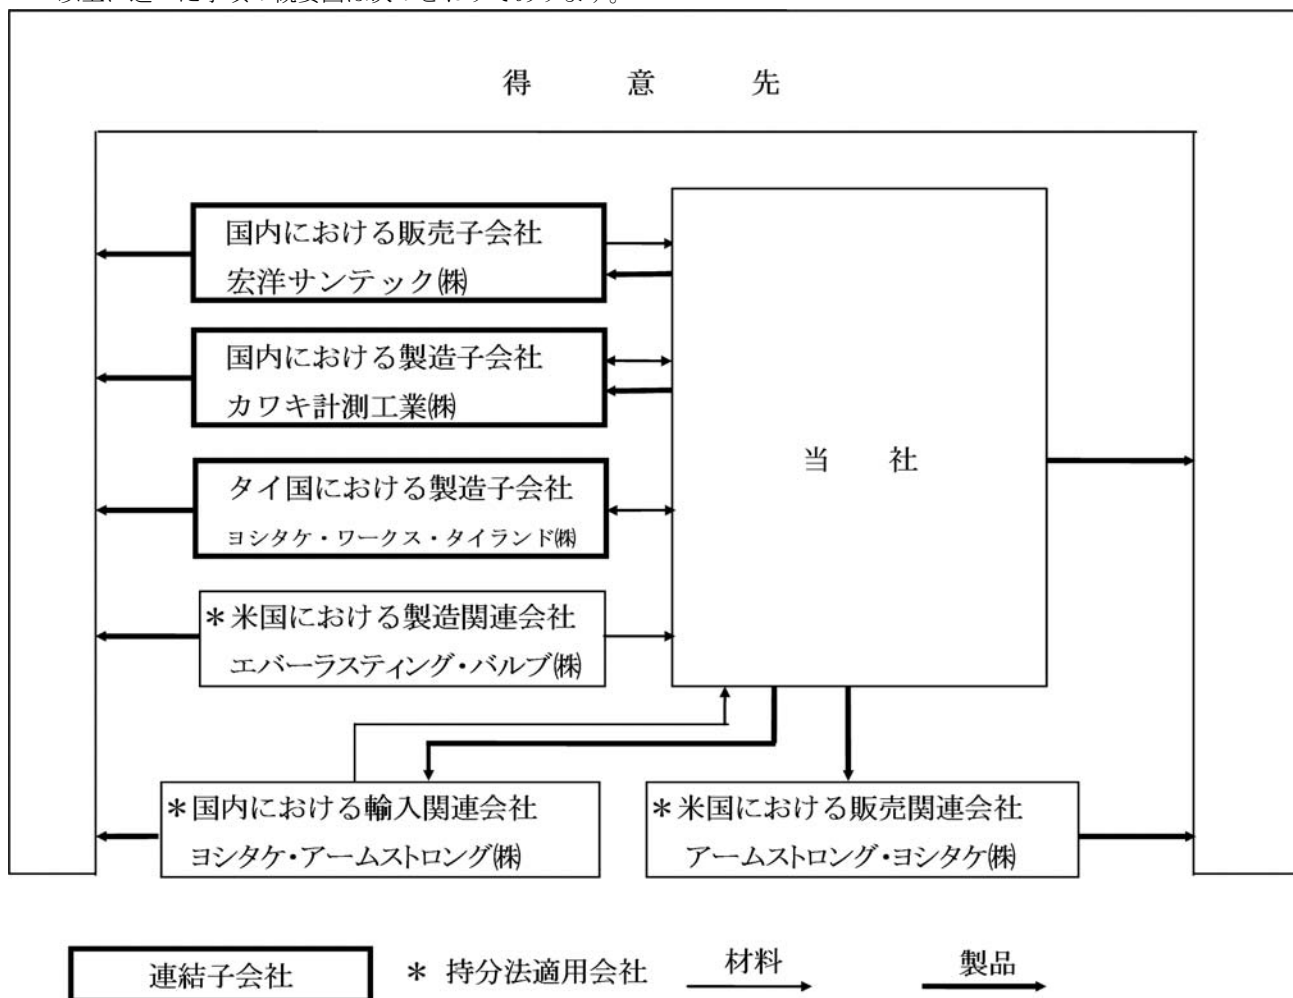 得意先
国内における販売子会社
宏洋サンテック㈱
国内における製造子会社
カワキ計測工業㈱
タイ国における製造子会社
ヨシタケ・ワークス・タイランド㈱
*米国における製造関連会社
エバーラスティング・バルブ㈱
当社
*国内における輸入関連会社
ヨシタケ・アームストロング㈱
*米国における販売関連会社
アームストロング・ヨシタケ㈱
連結子会社
* 持分法適用会社
材料
製品